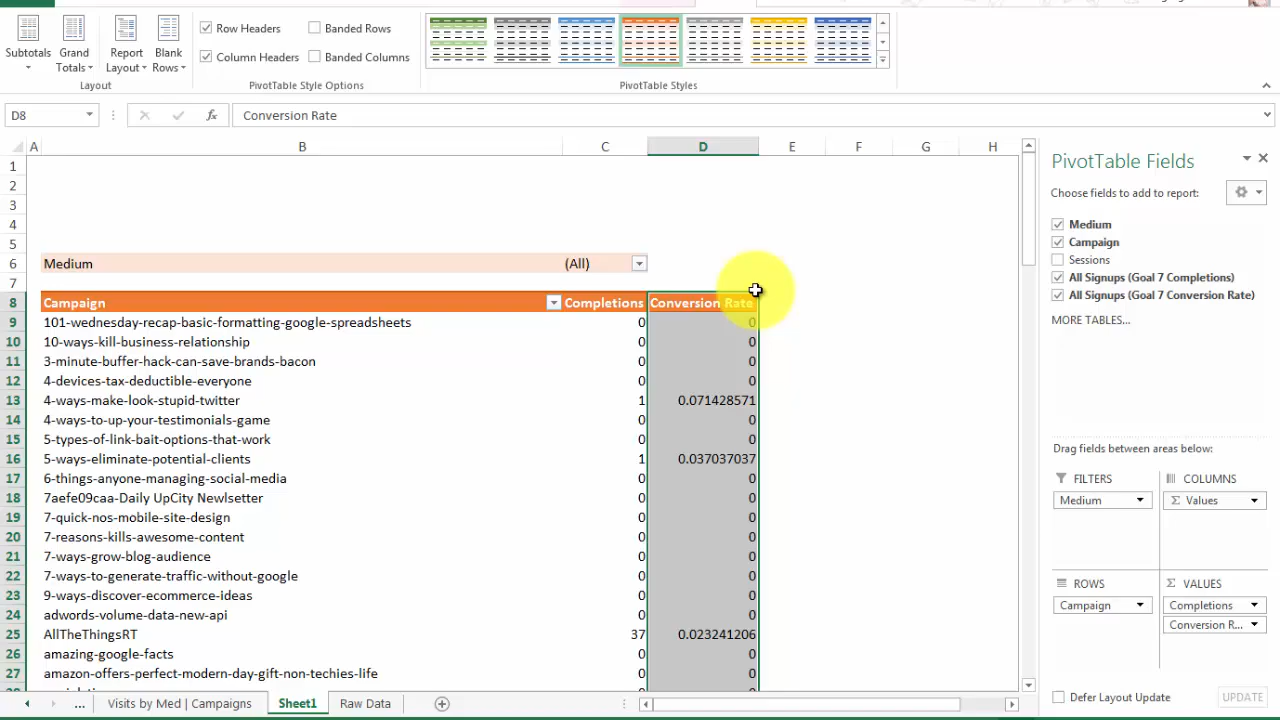 Subtotals
Grand Totals
Report Layout
Blank Rows
Row Headers
Banded Rows
Column Headers
Banded Columns
Layout
PivotTable Style Options
PivotTable Styles
D8
fx
Conversion Rate
A B C D E F G H
1
2
3
4
5
6 Medium (All)
7
8 Campaign Completions Conversion Rate
9 101-wednesday-recap-basic-formatting-google-spreadsheets 0 0
10 10-ways-kill-business-relationship 0 0
11 3-minute-buffer-hack-can-save-brands-bacon 0 0
12 4-devices-tax-deductible-everyone 0 0
13 4-ways-make-look-stupid-twitter 1 0.071428571
14 4-ways-to-up-your-testimonials-game 0 0
15 5-types-of-link-bait-options-that-work 0 0
16 5-ways-eliminate-potential-clients 1 0.037037037
17 6-things-anyone-managing-social-media 0 0
18 7aefe09caa-Daily UpCity Newlsetter 0 0
19 7-quick-nos-mobile-site-design 0 0
20 7-reasons-kills-awesome-content 0 0
21 7-ways-grow-blog-audience 0 0
22 7-ways-to-generate-traffic-without-google 0 0
23 9-ways-discover-ecommerce-ideas 0 0
24 adwords-volume-data-new-api 0 0
25 AllTheThingsRT 37 0.023241206
26 amazing-google-facts 0 0
27 amazon-offers-perfect-modern-day-gift-non-techies-life 0 0
... Visits by Med | Campaigns Sheet1 Raw Data
PivotTable Fields
Choose fields to add to report:
Medium
Campaign
Sessions
All Signups (Goal 7 Completions)
All Signups (Goal 7 Conversion Rate)
MORE TABLES...
Drag fields between areas below:
FILTERS
Medium
COLUMNS
Σ Values
ROWS
Campaign
Σ VALUES
Completions
Conversion R...
Defer Layout Update
UPDATE